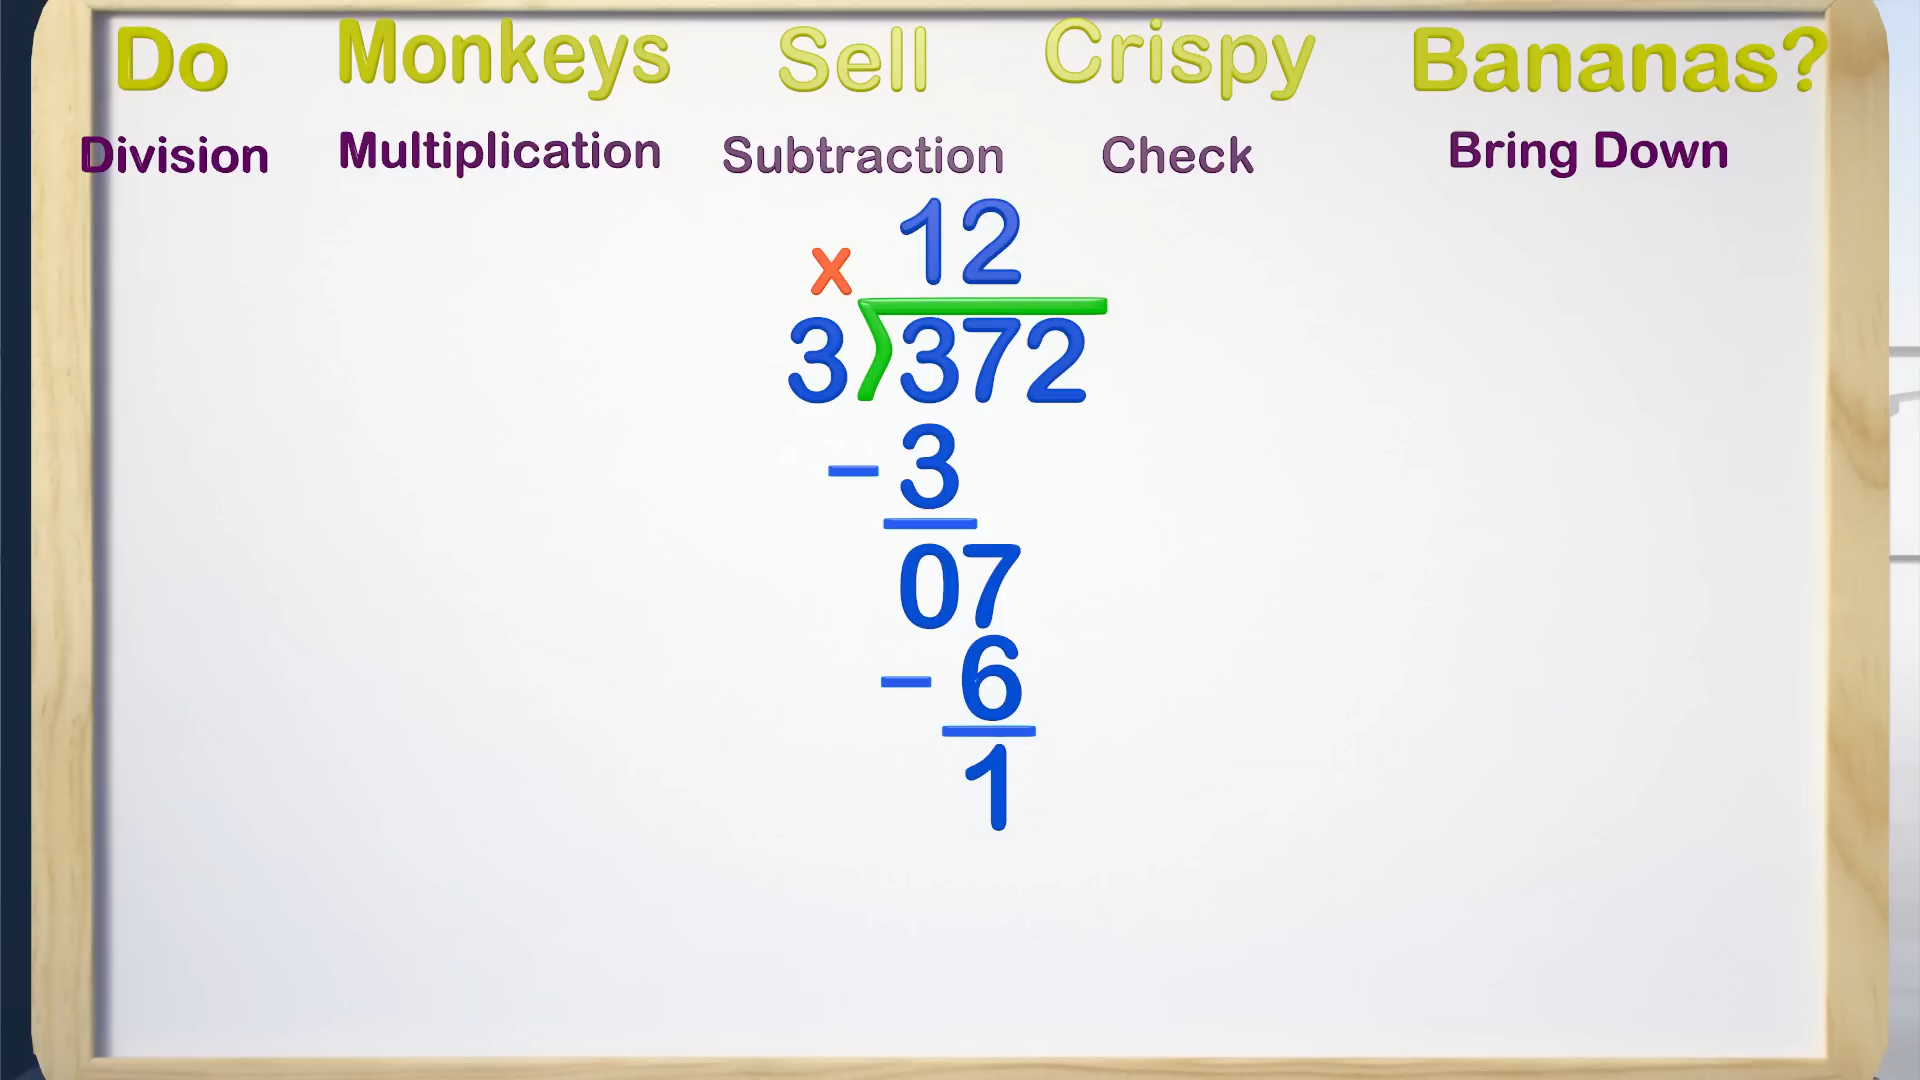 Do Monkeys Sell Crispy Bananas?
Division Multiplication Subtraction Check Bring Down
12
x
3)372
-3
07
-6
1